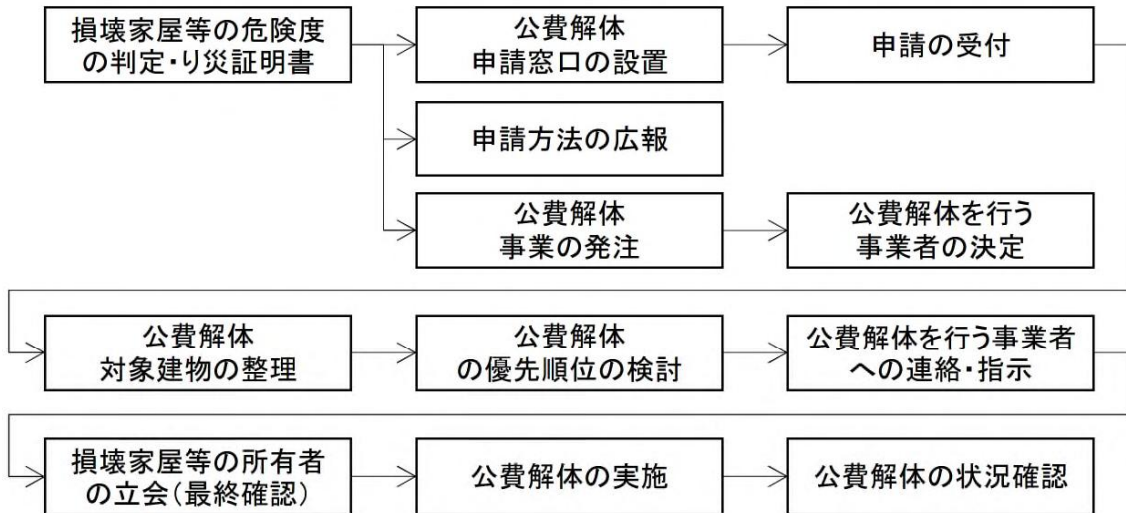 損壊家屋等の危険度
の判定・り災証明書
公費解体
申請窓口の設置
申請の受付
申請方法の広報
公費解体
事業の発注
公費解体を行う
事業者の決定
公費解体
対象建物の整理
公費解体
の優先順位の検討
公費解体を行う事業者
への連絡・指示
損壊家屋等の所有者
の立会(最終確認)
公費解体の実施
公費解体の状況確認